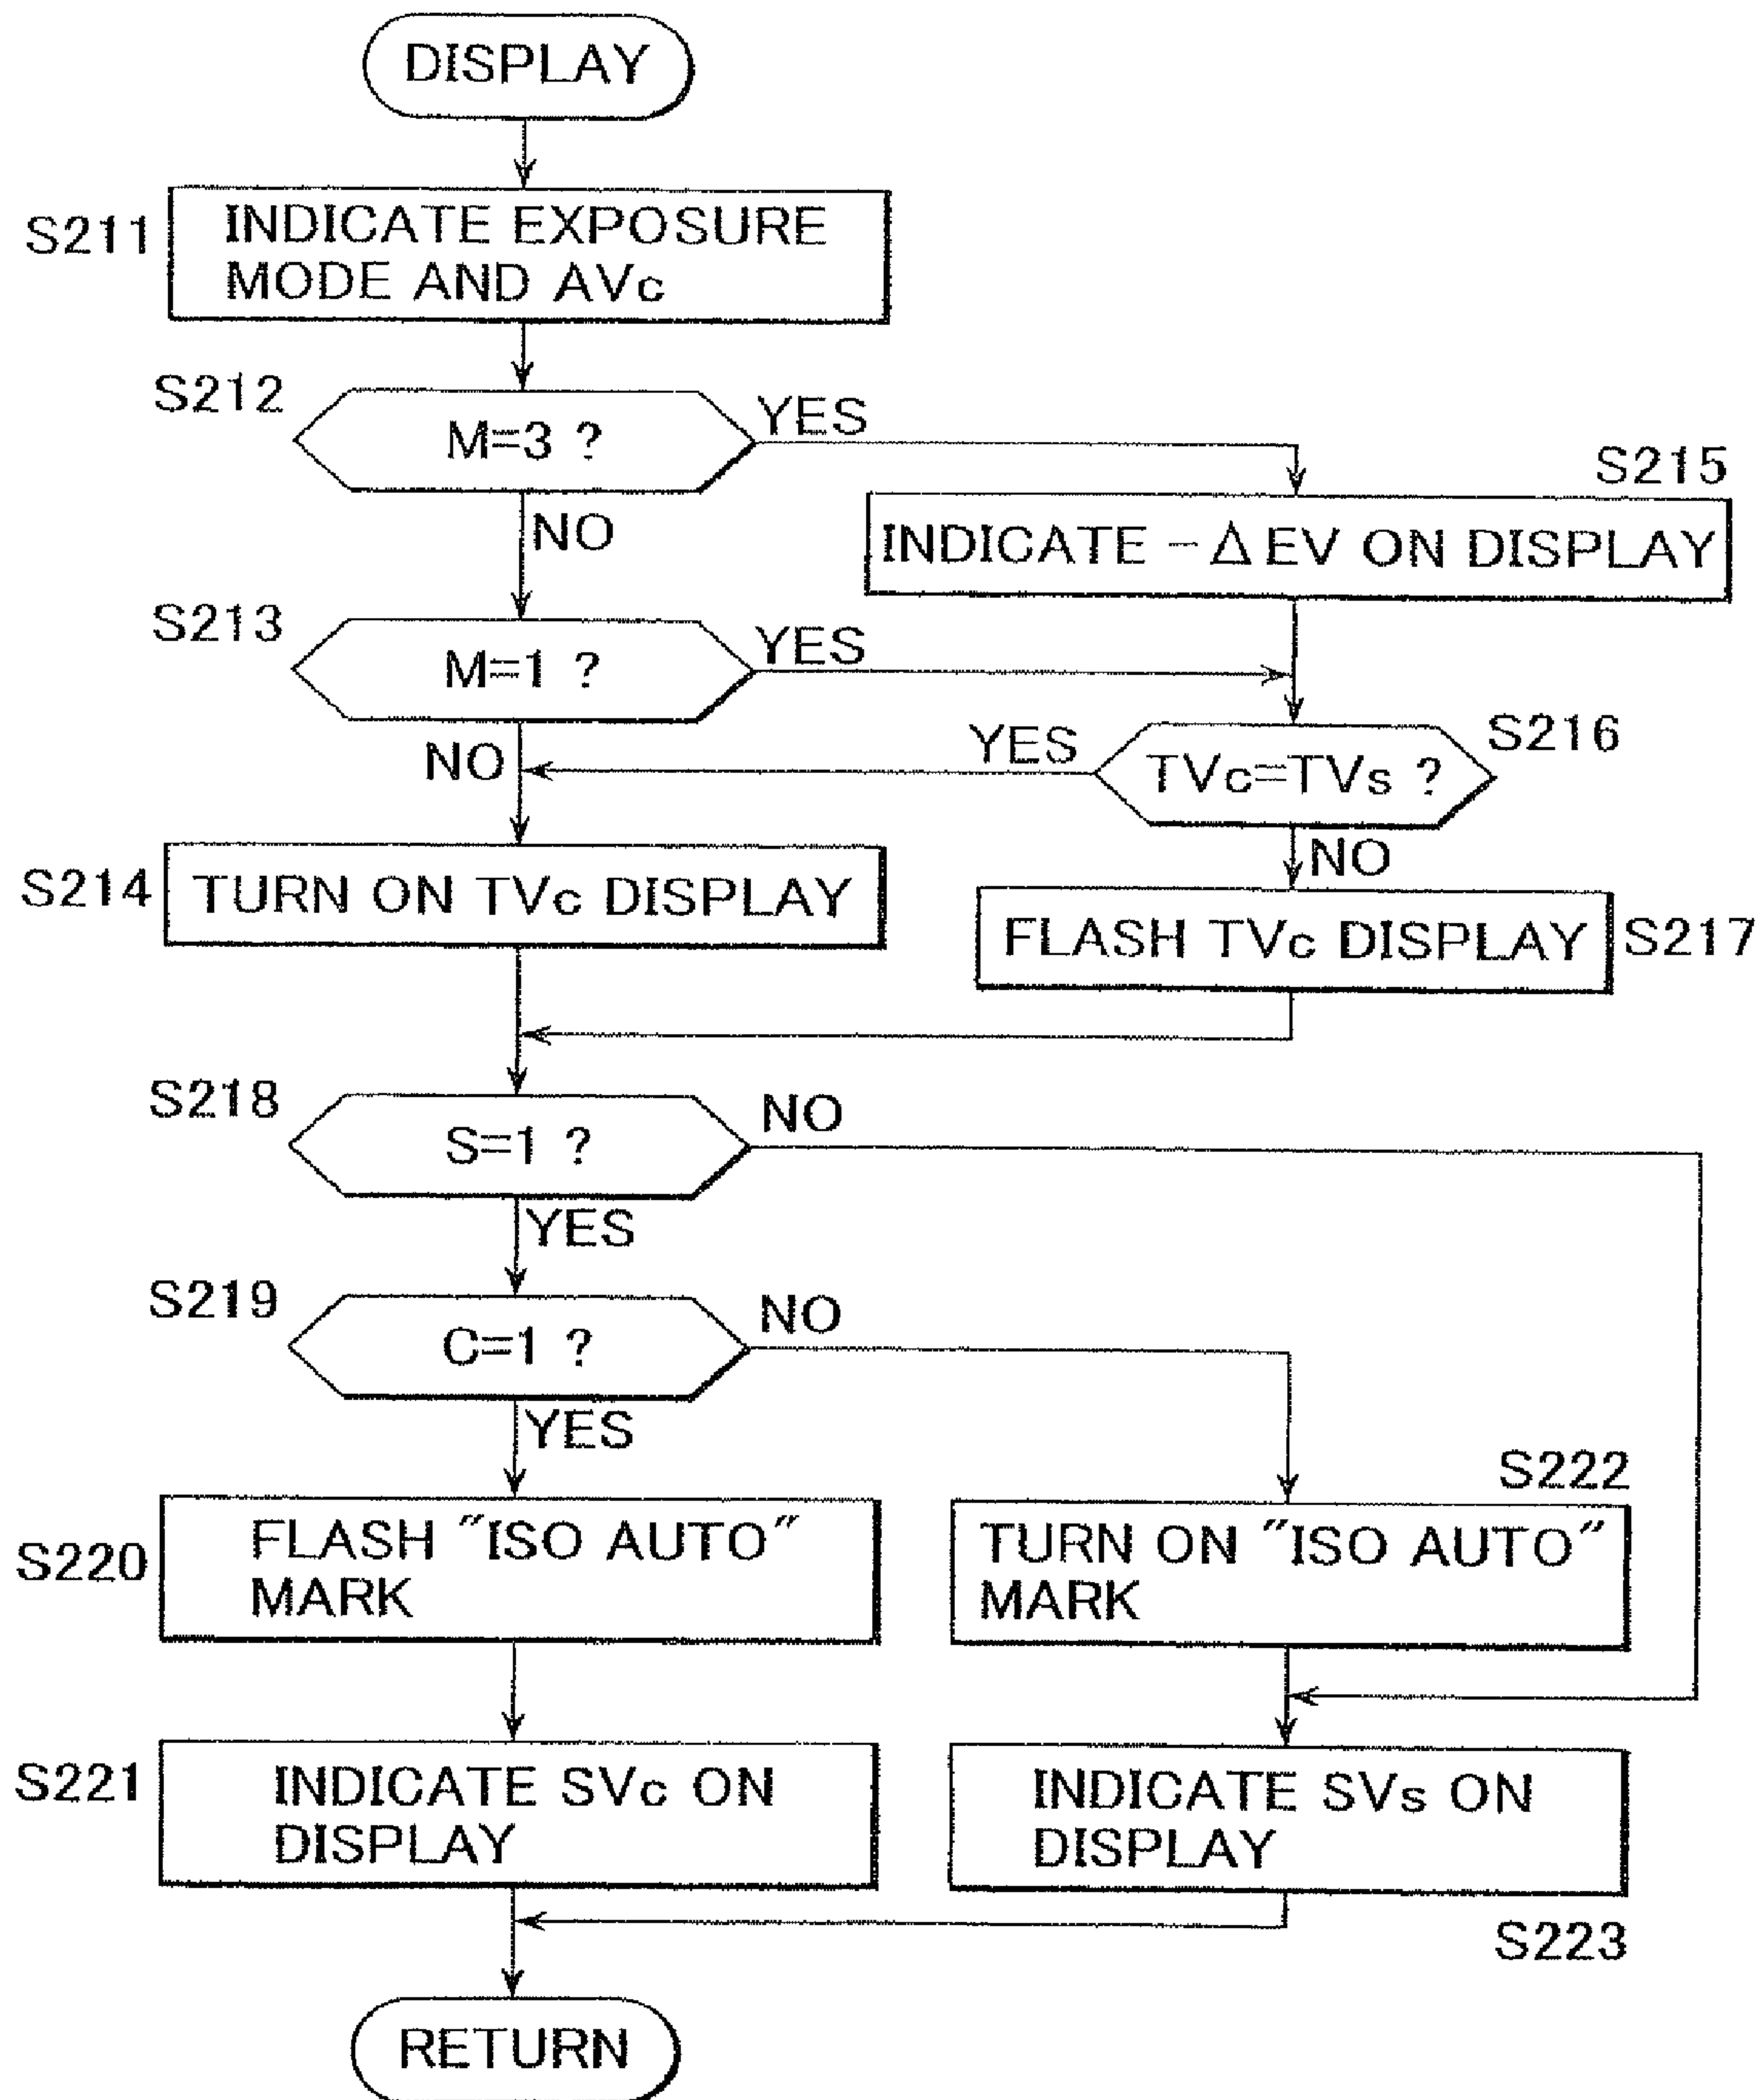 DISPLAY
S211
INDICATE EXPOSURE
MODE AND AVc
S212
M=3 ?
YES
NO
S215
INDICATE -ΔEV ON DISPLAY
S213
M=1 ?
YES
NO
YES
TVc=TVs ?
S216
NO
S214
TURN ON TVc DISPLAY
FLASH TVc DISPLAY
S217
S218
S=1 ?
NO
YES
S219
C=1 ?
NO
YES
S220
FLASH "ISO AUTO"
MARK
S222
TURN ON "ISO AUTO"
MARK
S221
INDICATE SVc ON
DISPLAY
INDICATE SVs ON
DISPLAY
S223
RETURN